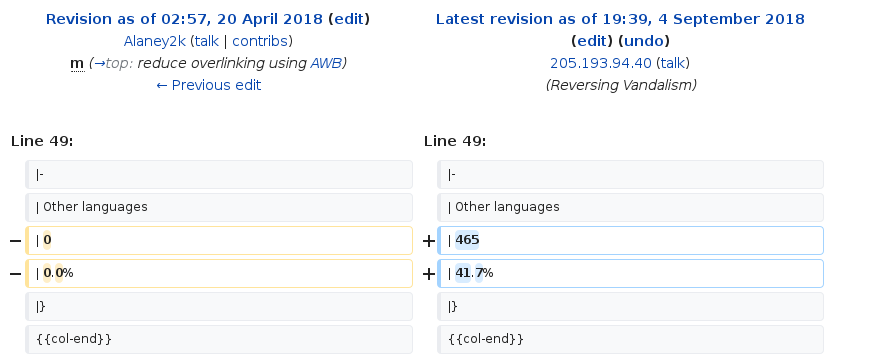 Revision as of 02:57, 20 April 2018 (edit)
Alaney2k (talk | contribs)
m (→top: reduce overlinking using AWB)
← Previous edit
Latest revision as of 19:39, 4 September 2018
(edit) (undo)
205.193.94.40 (talk)
(Reversing Vandalism)
Line 49:
Line 49:
|-
|-
| Other languages
| Other languages
− | 0
+ | 465
− | 0.0%
+ | 41.7%
|}
|}
{{col-end}}
{{col-end}}